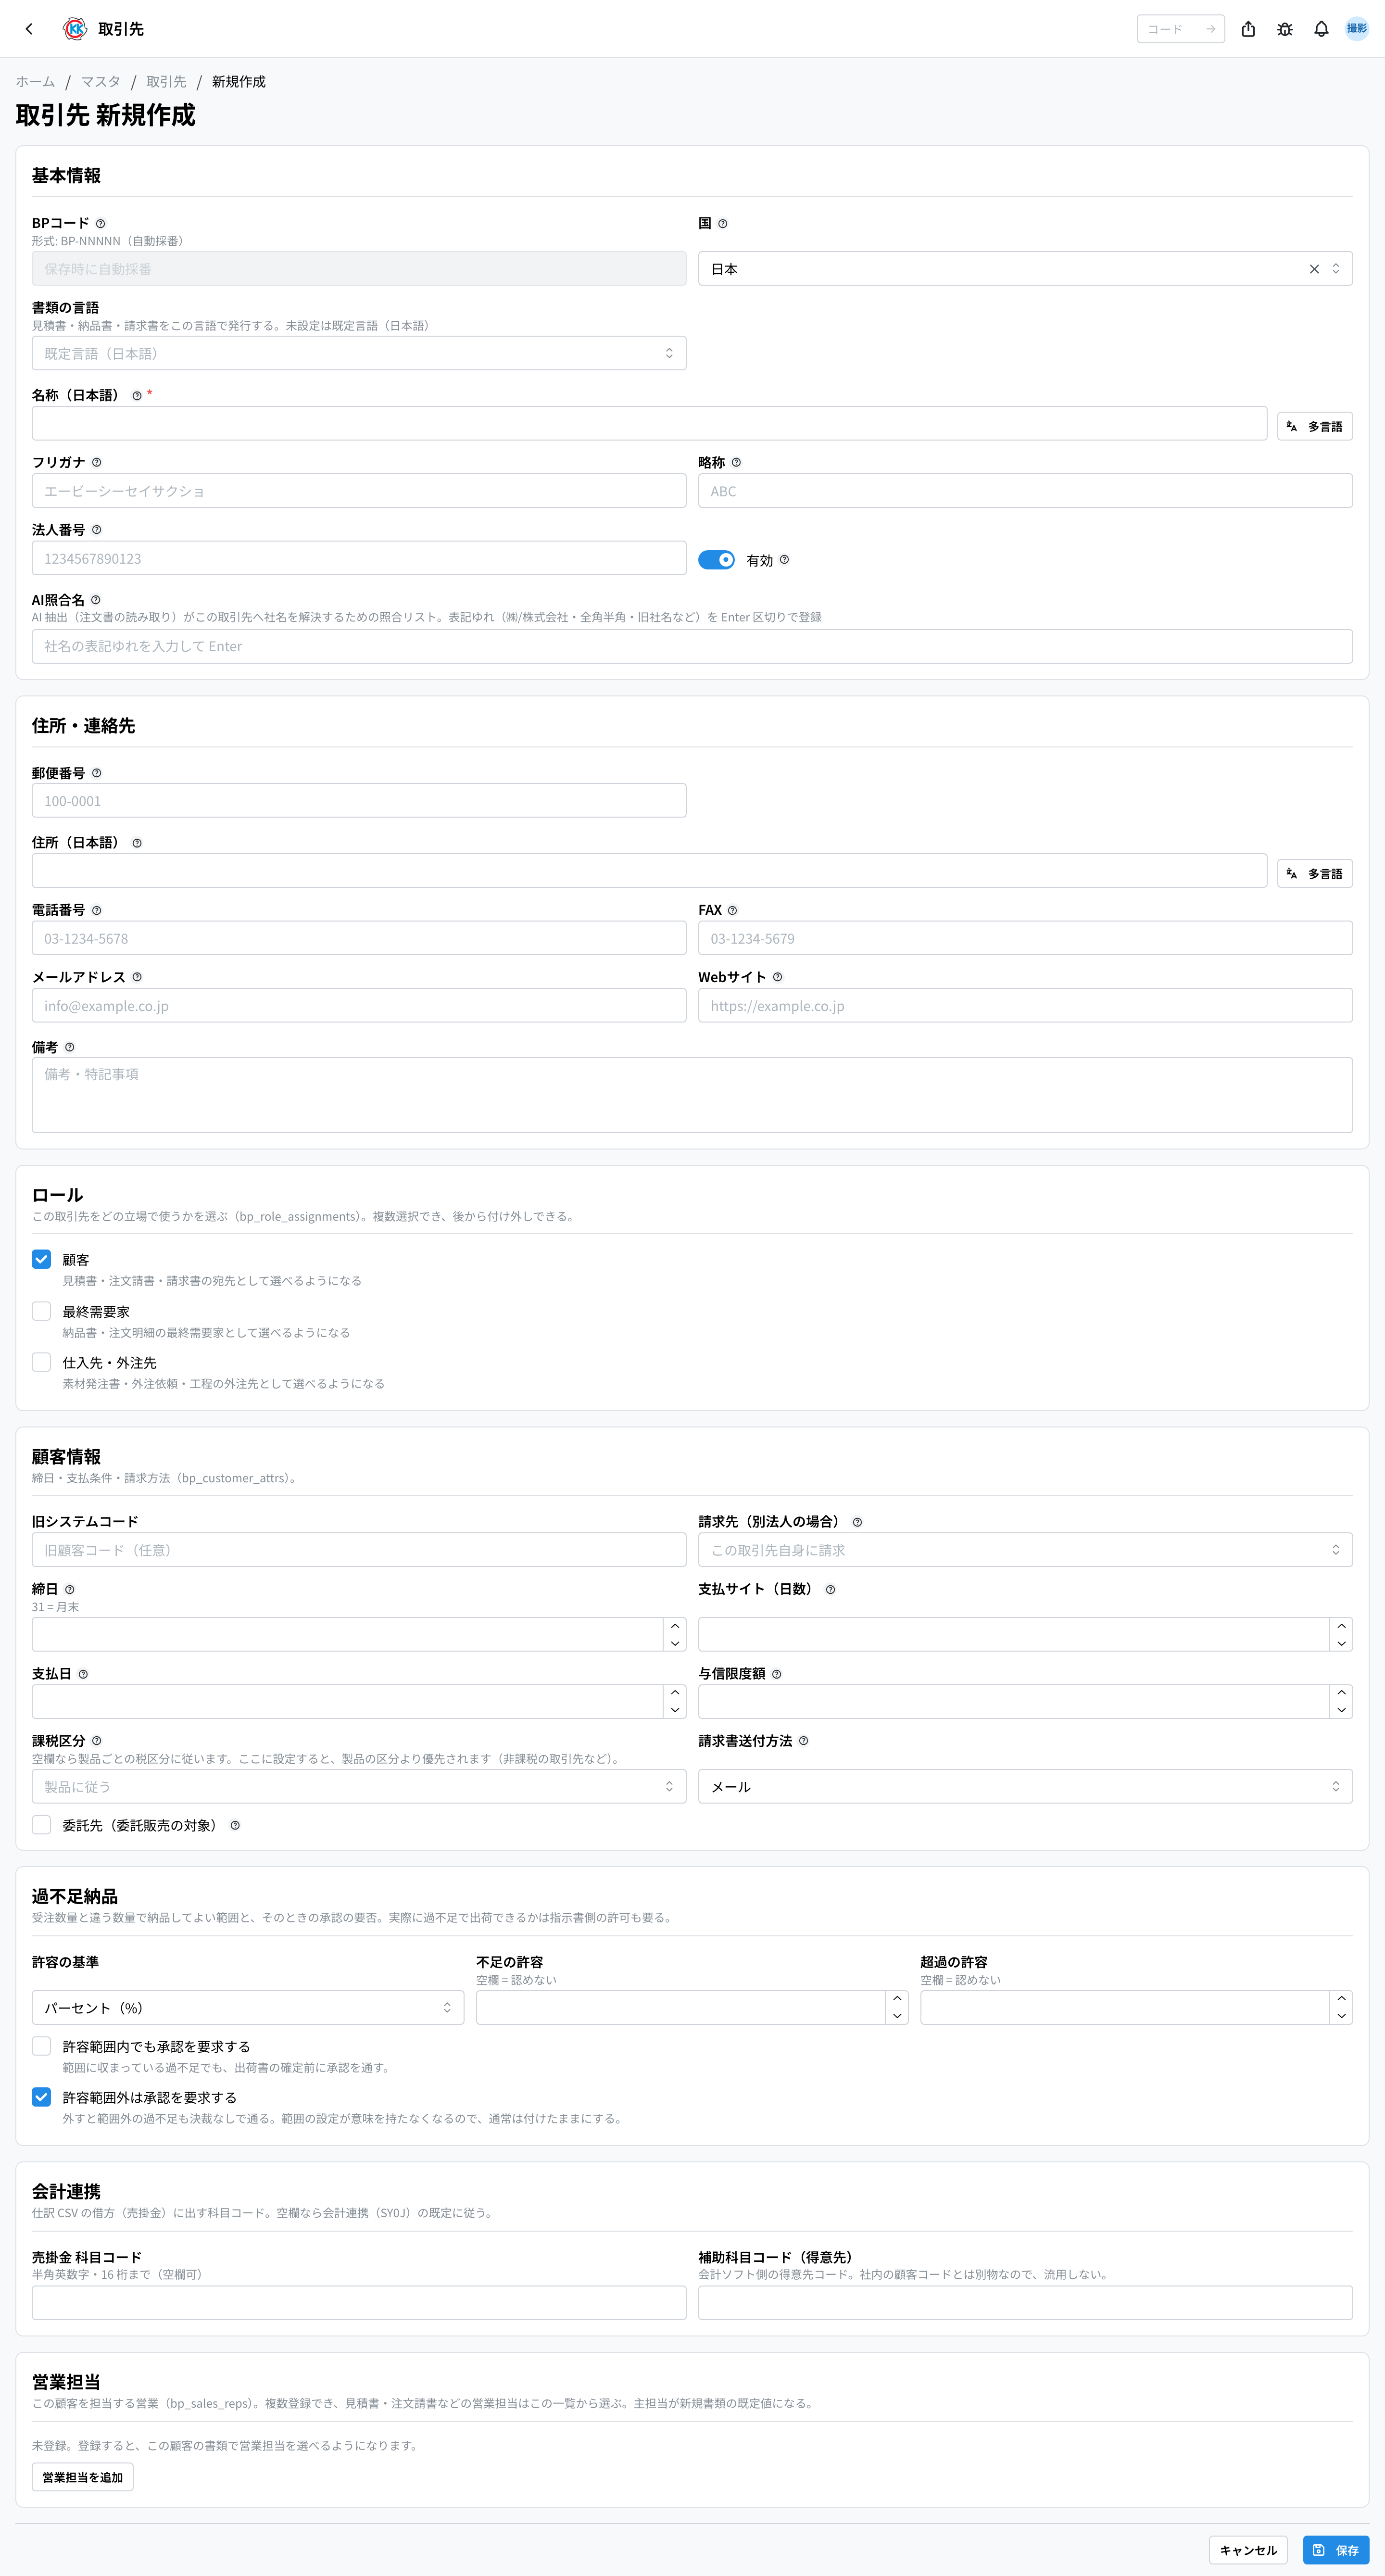 取引先
コード
撮影
ホーム / マスタ / 取引先 / 新規作成
取引先 新規作成
基本情報
BPコード
国
形式: BP-NNNNN（自動採番）
保存時に自動採番
日本
書類の言語
見積書・納品書・請求書をこの言語で発行する。未設定は既定言語（日本語）
既定言語（日本語）
名称（日本語） *
多言語
フリガナ
略称
エービーシーセイサクショ
ABC
法人番号
1234567890123
有効
AI照合名
AI 抽出（注文書の読み取り）がこの取引先へ社名を解決するための照合リスト。表記ゆれ（㈱/株式会社・全角半角・旧社名など）を Enter 区切りで登録
社名の表記ゆれを入力して Enter
住所・連絡先
郵便番号
100-0001
住所（日本語）
多言語
電話番号
FAX
03-1234-5678
03-1234-5679
メールアドレス
Webサイト
info@example.co.jp
https://example.co.jp
備考
備考・特記事項
ロール
この取引先をどの立場で使うかを選ぶ（bp_role_assignments）。複数選択でき、後から付け外しできる。
顧客
見積書・注文請書・請求書の宛先として選べるようになる
最終需要家
納品書・注文明細の最終需要家として選べるようになる
仕入先・外注先
素材発注書・外注依頼・工程の外注先として選べるようになる
顧客情報
締日・支払条件・請求方法（bp_customer_attrs）。
旧システムコード
請求先（別法人の場合）
旧顧客コード（任意）
この取引先自身に請求
締日
支払サイト（日数）
31 = 月末
支払日
与信限度額
課税区分
請求書送付方法
空欄なら製品ごとの税区分に従います。ここに設定すると、製品の区分より優先されます（非課税の取引先など）。
製品に従う
メール
委託先（委託販売の対象）
過不足納品
受注数量と違う数量で納品してよい範囲と、そのときの承認の要否。実際に過不足で出荷できるかは指示書側の許可も要る。
許容の基準
不足の許容
超過の許容
空欄 = 認めない
空欄 = 認めない
パーセント（%）
許容範囲内でも承認を要求する
範囲に収まっている過不足でも、出荷書の確定前に承認を通す。
許容範囲外は承認を要求する
外すと範囲外の過不足も決裁なしで通る。範囲の設定が意味を持たなくなるので、通常は付けたままにする。
会計連携
仕訳 CSV の借方（売掛金）に出す科目コード。空欄なら会計連携（SY0J）の既定に従う。
売掛金 科目コード
補助科目コード（得意先）
半角英数字・16 桁まで（空欄可）
会計ソフト側の得意先コード。社内の顧客コードとは別物なので、流用しない。
営業担当
この顧客を担当する営業（bp_sales_reps）。複数登録でき、見積書・注文請書などの営業担当はこの一覧から選ぶ。主担当が新規書類の既定値になる。
未登録。登録すると、この顧客の書類で営業担当を選べるようになります。
営業担当を追加
キャンセル
保存